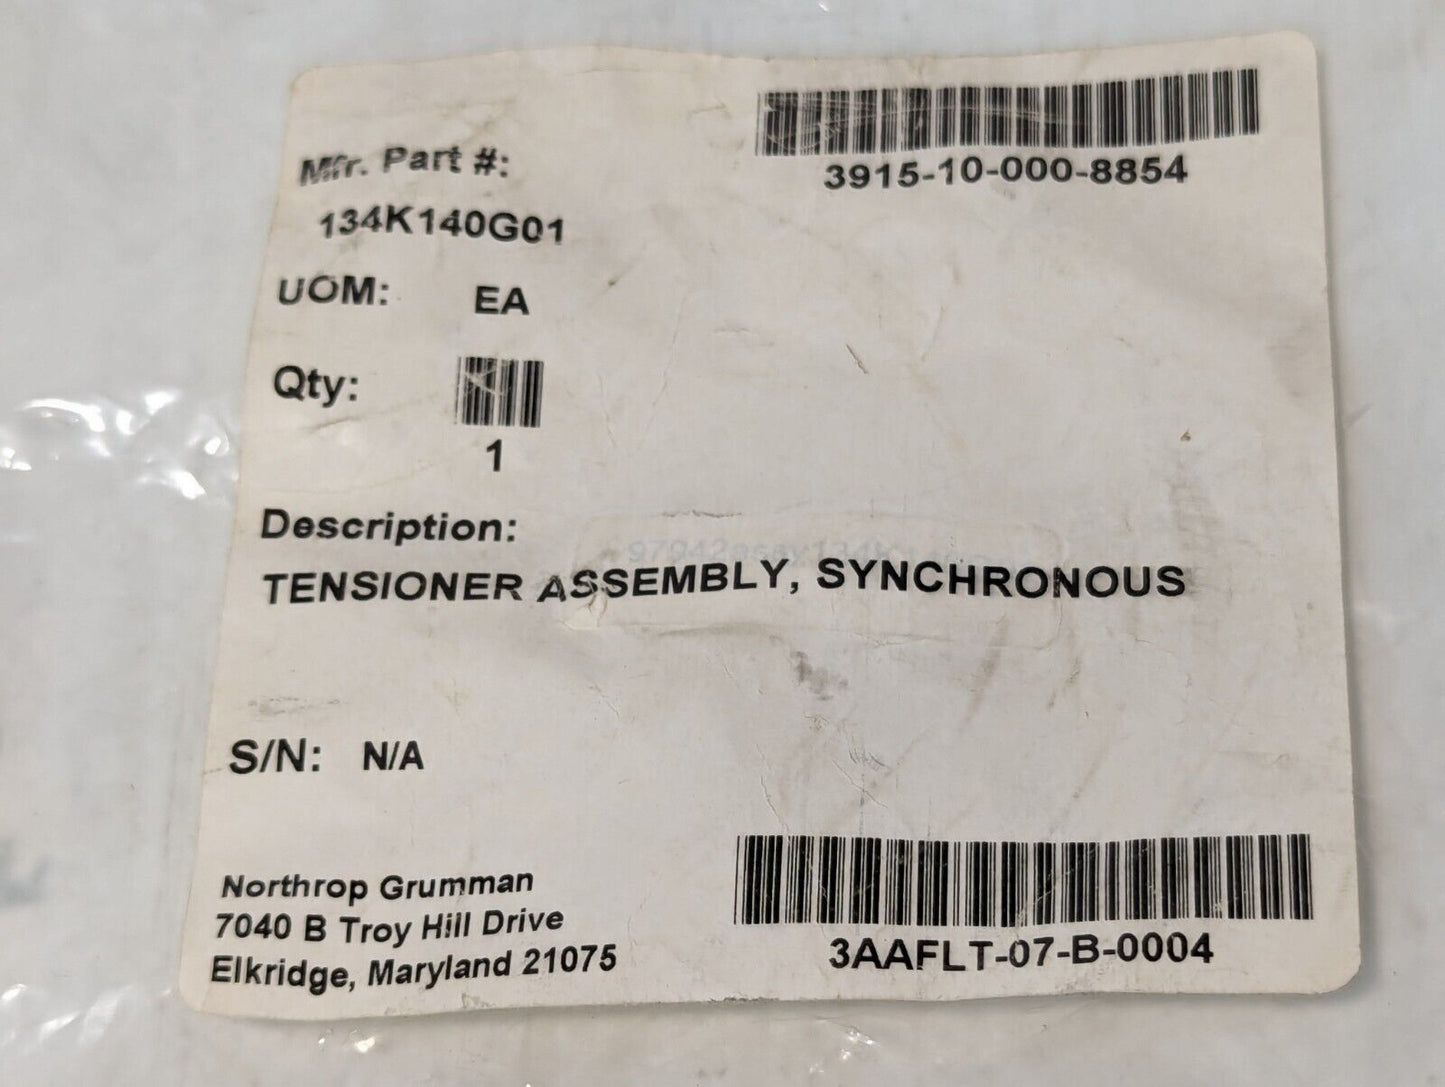 Mfr. Part #:
3915-10-000-8854
134K140G01
UOM: EA
Qty:
1
Description:
TENSIONER ASSEMBLY, SYNCHRONOUS
S/N: N/A
Northrop Grumman
7040 B Troy Hill Drive
Elkridge, Maryland 21075
3AAFLT-07-B-0004